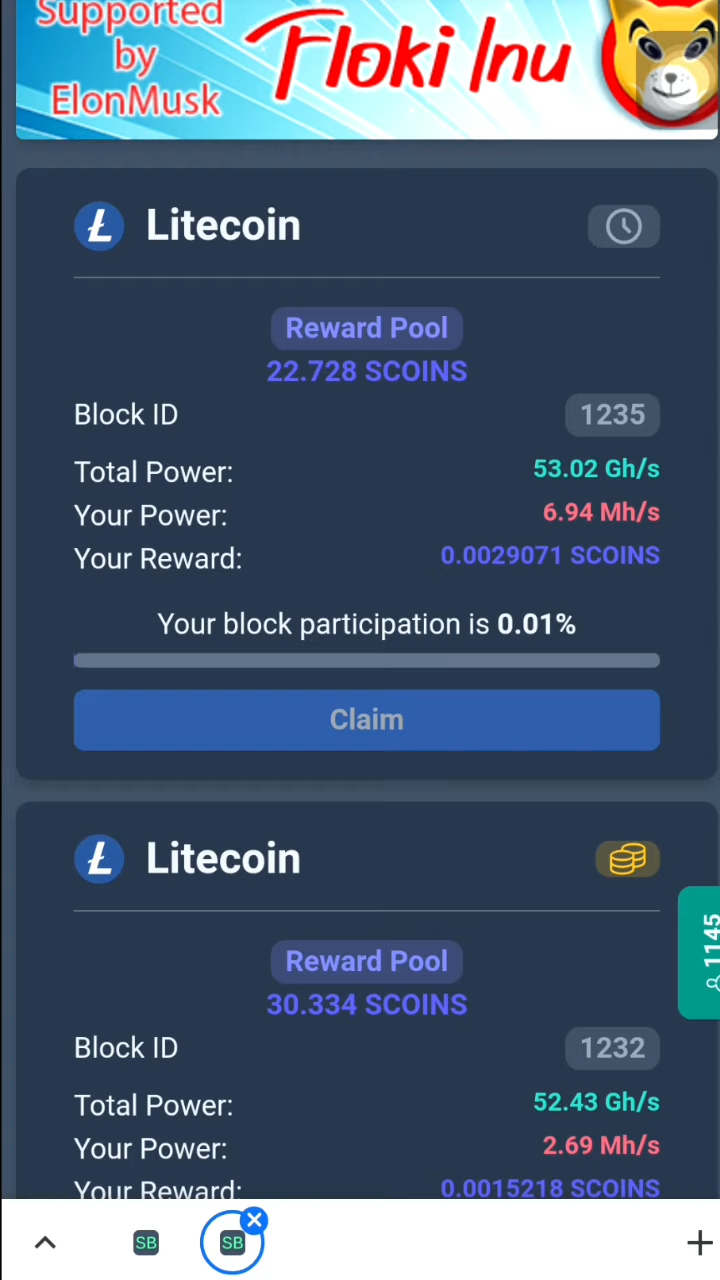 Supported
by
ElonMusk
Floki Inu
Litecoin
Reward Pool
22.728 SCOINS
Block ID 1235
Total Power: 53.02 Gh/s
Your Power: 6.94 Mh/s
Your Reward: 0.0029071 SCOINS
Your block participation is 0.01%
Claim
Litecoin
Reward Pool
30.334 SCOINS
Block ID 1232
1145
Total Power: 52.43 Gh/s
Your Power: 2.69 Mh/s
Your Reward: 0.0015218 SCOINS
SB
SB